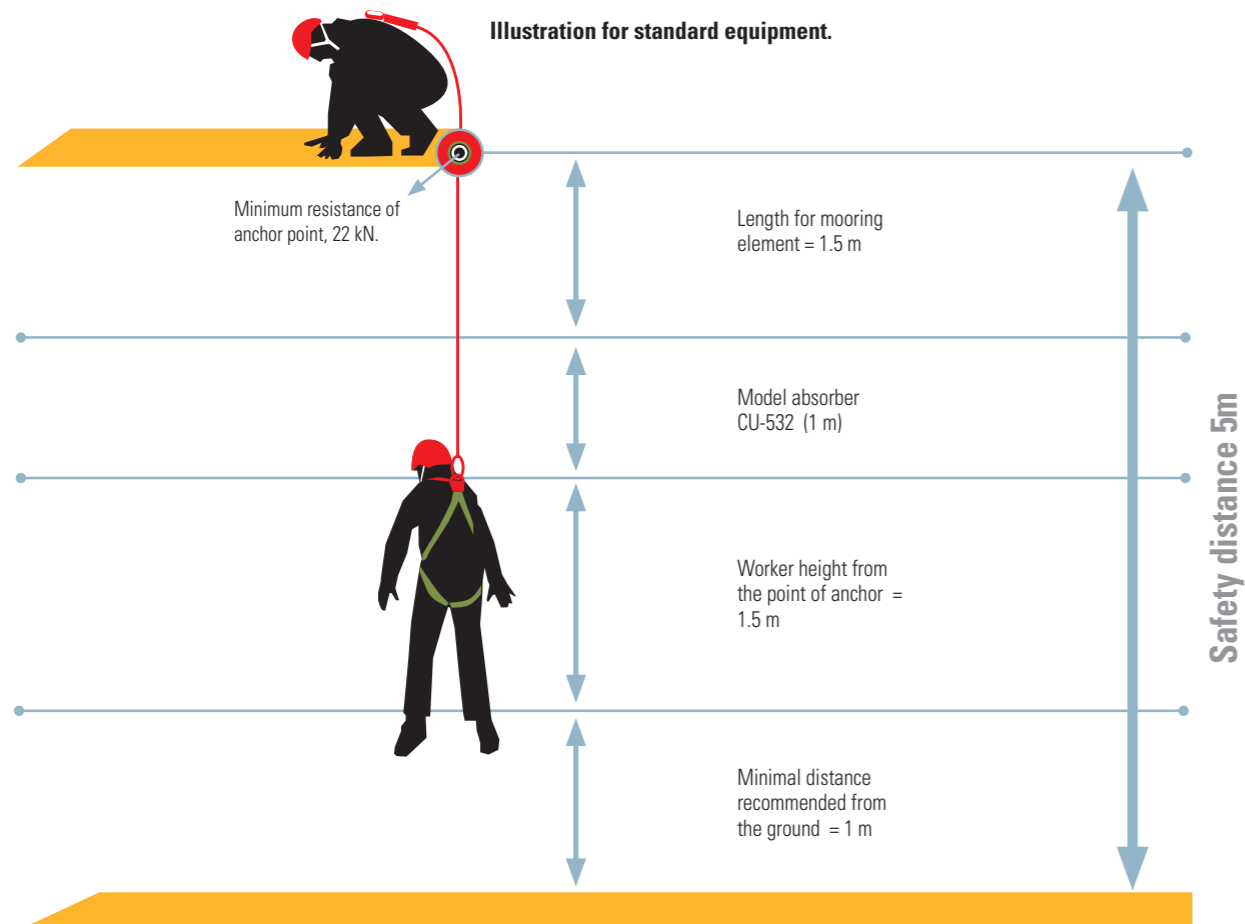 Illustration for standard equipment.
Minimum resistance of
anchor point, 22 kN.
Length for mooring
element = 1.5 m
Model absorber
CU-532 (1 m)
Worker height from
the point of anchor =
1.5 m
Minimal distance
recommended from
the ground = 1 m
Safety distance 5m